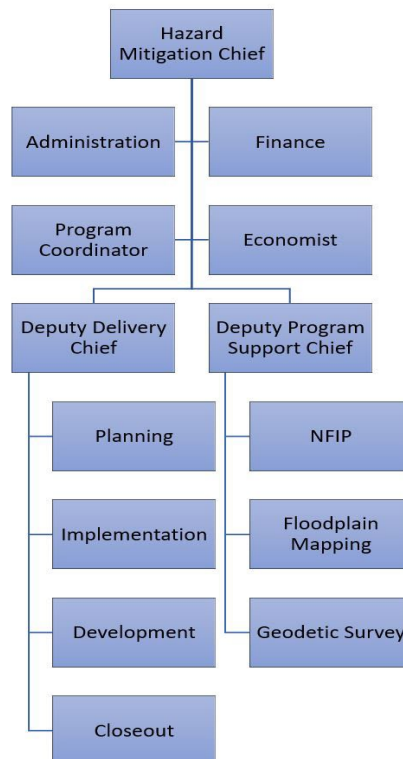 Hazard
Mitigation Chief
Administration
Finance
Program
Coordinator
Economist
Deputy Delivery
Chief
Deputy Program
Support Chief
Planning
NFIP
Implementation
Floodplain
Mapping
Development
Geodetic Survey
Closeout